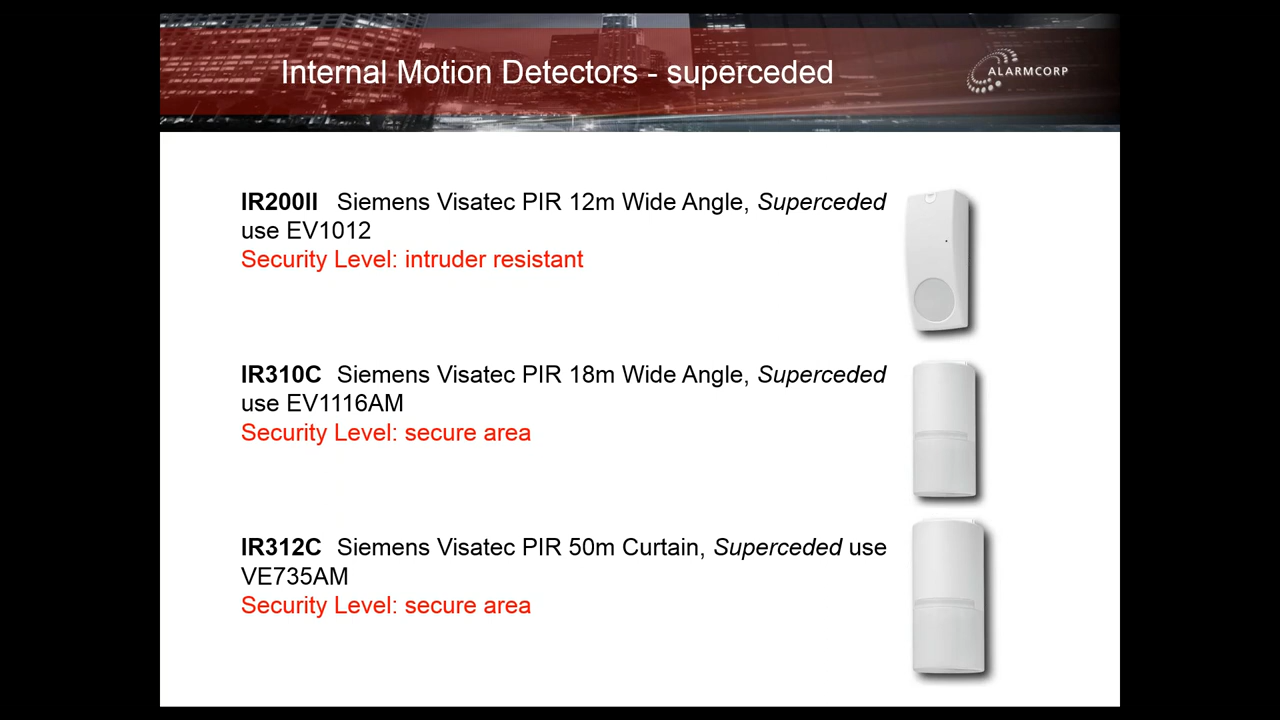 Internal Motion Detectors - superceded
ALARMCORP
IR200II Siemens Visatec PIR 12m Wide Angle, Superceded
use EV1012
Security Level: intruder resistant
IR310C Siemens Visatec PIR 18m Wide Angle, Superceded
use EV1116AM
Security Level: secure area
IR312C Siemens Visatec PIR 50m Curtain, Superceded use
VE735AM
Security Level: secure area